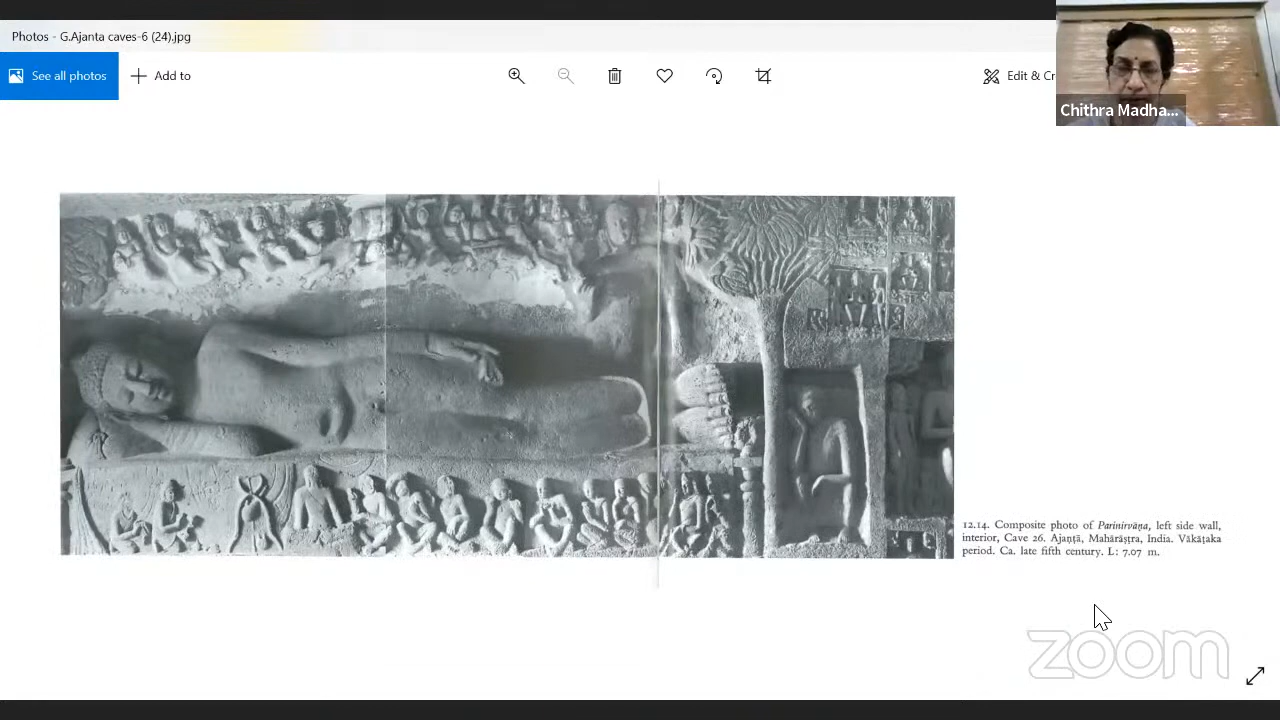 Photos - G.Ajanta caves-6 (24).jpg
See all photos
Add to
Edit & Cr
Chithra Madha...
12.14. Composite photo of Parinirvāṇa, left side wall,
interior, Cave 26. Ajaṇṭā, Mahārāṣṭra, India. Vākāṭaka
period. Ca. late fifth century. L: 7.07 m.
zoom